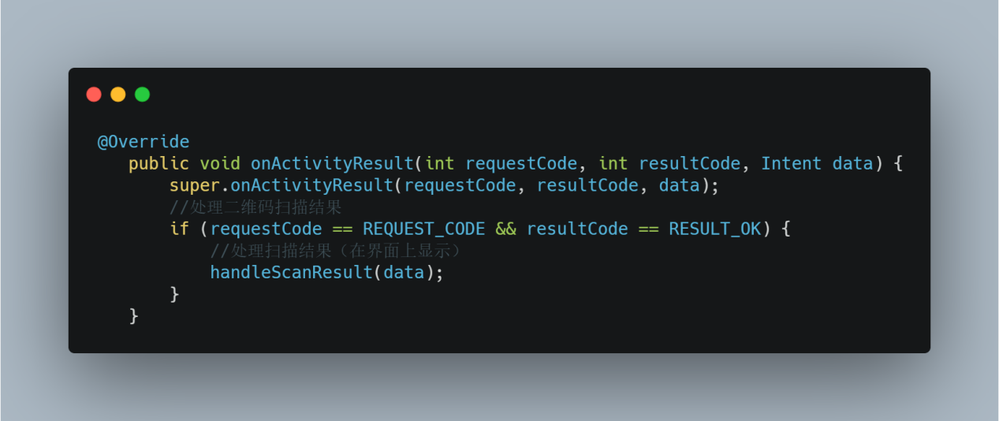 @Override
public void onActivityResult(int requestCode, int resultCode, Intent data) {
super.onActivityResult(requestCode, resultCode, data);
//处理二维码扫描结果
if (requestCode == REQUEST_CODE && resultCode == RESULT_OK) {
//处理扫描结果（在界面上显示）
handleScanResult(data);
}
}